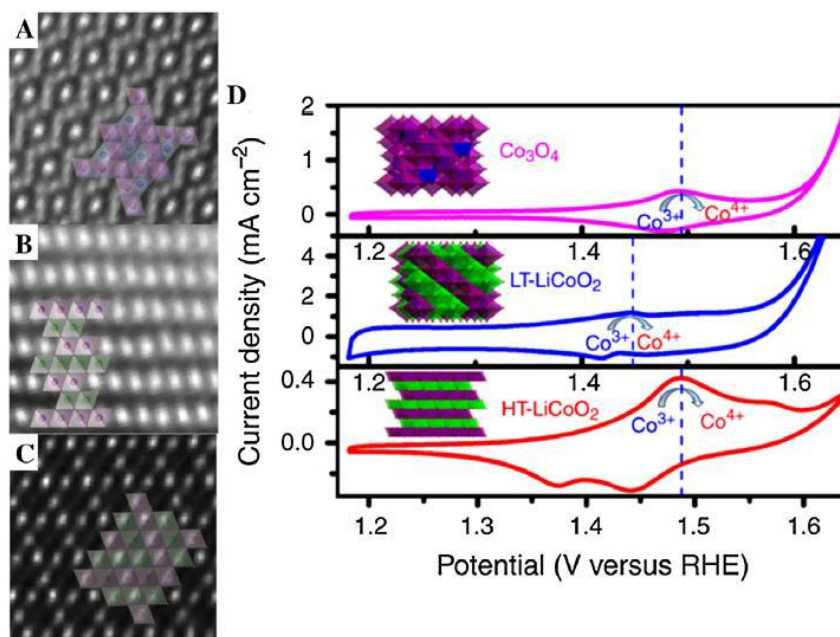 A
B
C
D
Current density (mA cm⁻²)
2
1
0
Co₃O₄
Co³⁺
Co⁴⁺
1.2
1.4
1.6
4
2
0
LT-LiCoO₂
Co³⁺
Co⁴⁺
1.2
1.4
1.6
0.4
0.0
HT-LiCoO₂
Co³⁺
Co⁴⁺
1.2
1.3
1.4
1.5
1.6
Potential (V versus RHE)